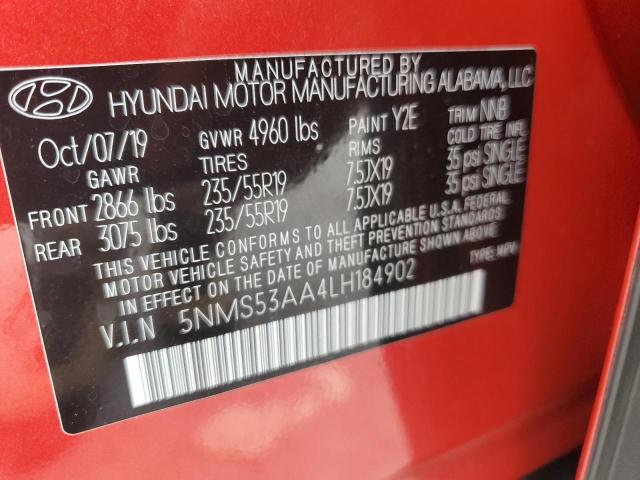 MANUFACTURED BY
HYUNDAI MOTOR MANUFACTURING ALABAMA, LLC
Oct/07/19 GVWR 4960 lbs PAINT Y2E TRIM NNB
GAWR TIRES RIMS COLD TIRE INFL.
FRONT 2866 lbs 235/55R19 7.5JX19 35 psi SINGLE
REAR 3075 lbs 235/55R19 7.5JX19 35 psi SINGLE
THIS VEHICLE CONFORMS TO ALL APPLICABLE U.S.A. FEDERAL
MOTOR VEHICLE SAFETY AND THEFT PREVENTION STANDARDS
IN EFFECT ON THE DATE OF MANUFACTURE SHOWN ABOVE.
V.I.N 5NMS53AA4LH184902 TYPE: MPV